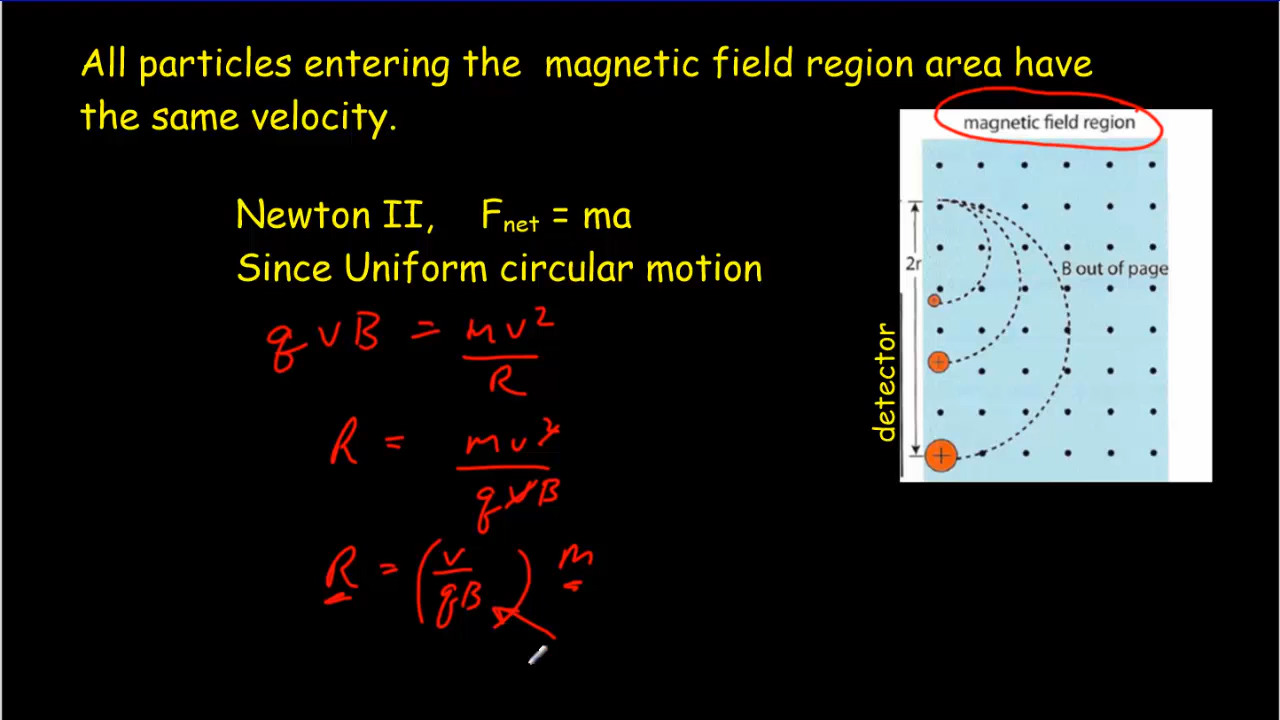 All particles entering the magnetic field region area have
the same velocity.
magnetic field region
Newton II, Fnet = ma
Since Uniform circular motion
2r
B out of page
detector
q v B = mv²/R
R = mv²/qvB
R = (v/qB) m
+
+